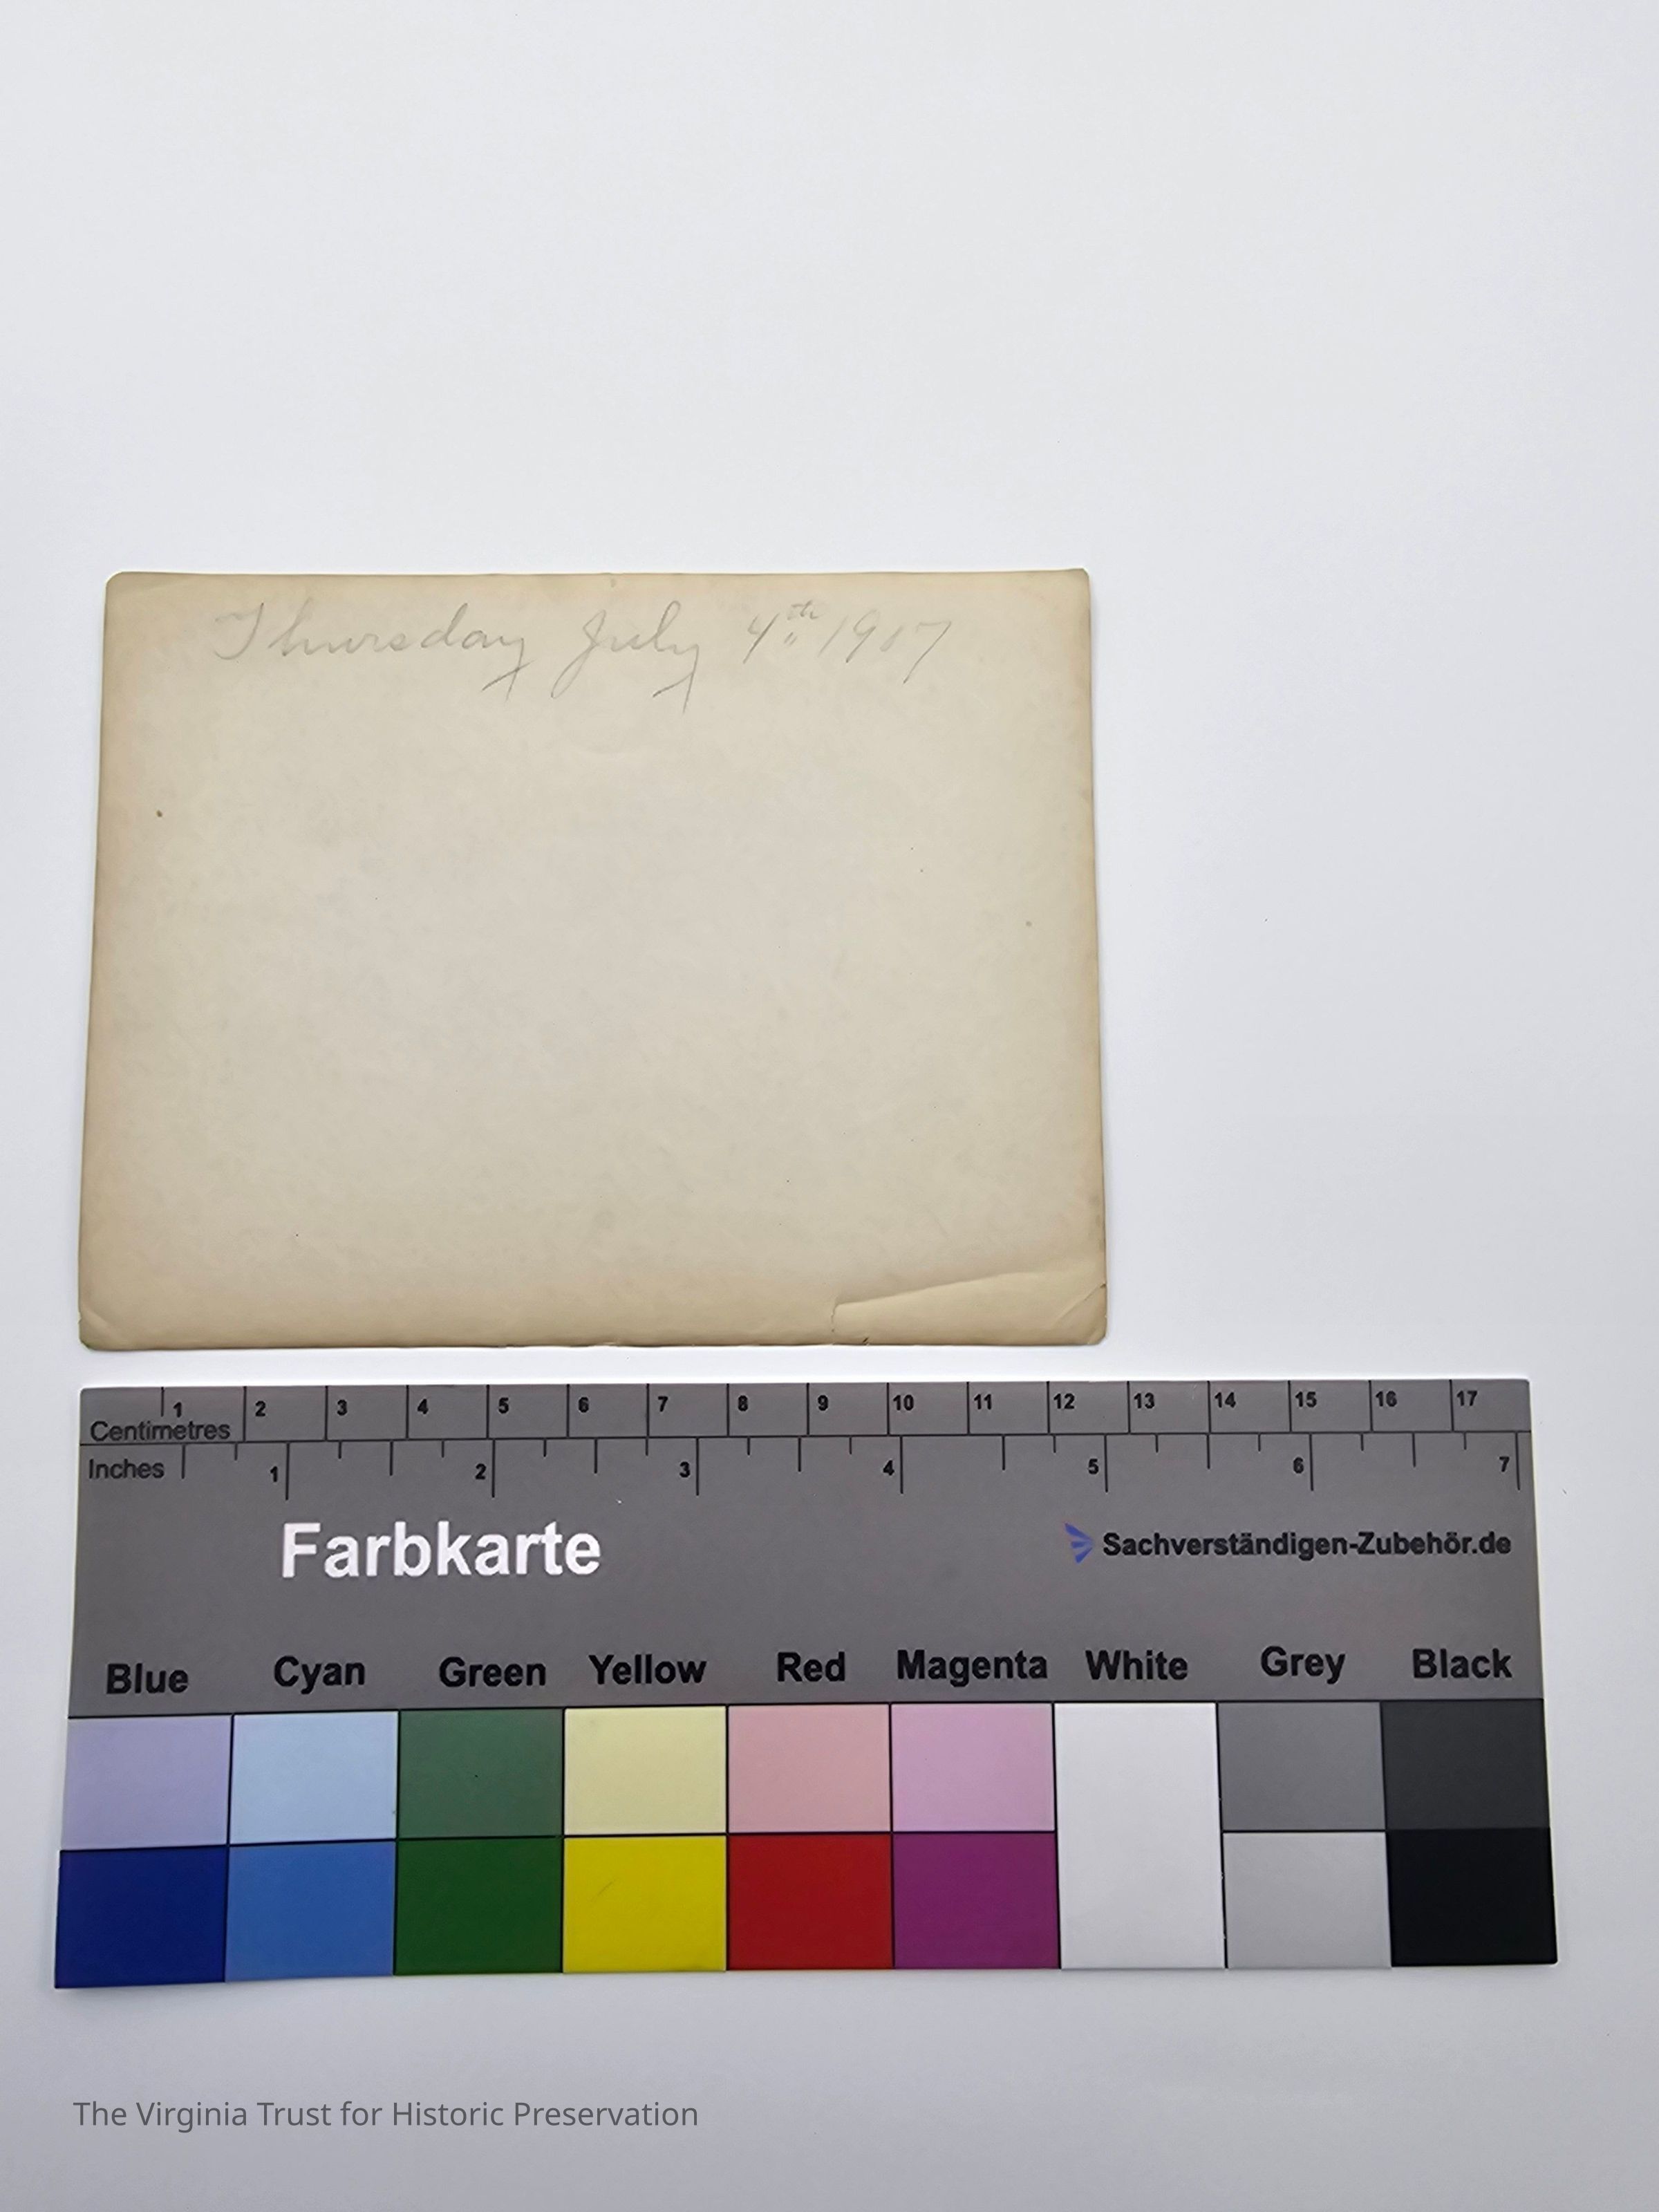 Thursday July 4th 1907
1 2 3 4 5 6 7 8 9 10 11 12 13 14 15 16 17
Centimetres
Inches 1 2 3 4 5 6 7
Farbkarte
Sachverständigen-Zubehör.de
Blue Cyan Green Yellow Red Magenta White Grey Black
The Virginia Trust for Historic Preservation